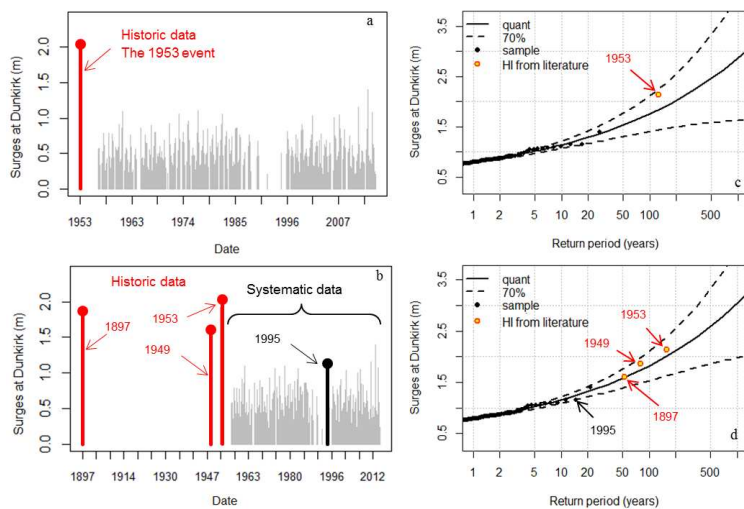 a
Historic data
The 1953 event
Surges at Dunkirk (m)
0.0 0.5 1.0 1.5 2.0
1953 1963 1974 1985 1996 2007
Date
c
quant
70%
sample
HI from literature
1953
Surges at Dunkirk (m)
0.5 1.5 2.5 3.5
1 2 5 10 20 50 100 500
Return period (years)
b
Historic data
Systematic data
1897
1953
1949
1995
Surges at Dunkirk (m)
0.0 0.5 1.0 1.5 2.0
1897 1914 1930 1947 1963 1980 1996 2012
Date
quant
70%
sample
HI from literature
1953
1949
1897
1995
d
Surges at Dunkirk (m)
0.5 1.5 2.5 3.5
1 2 5 10 20 50 100 500
Return period (years)